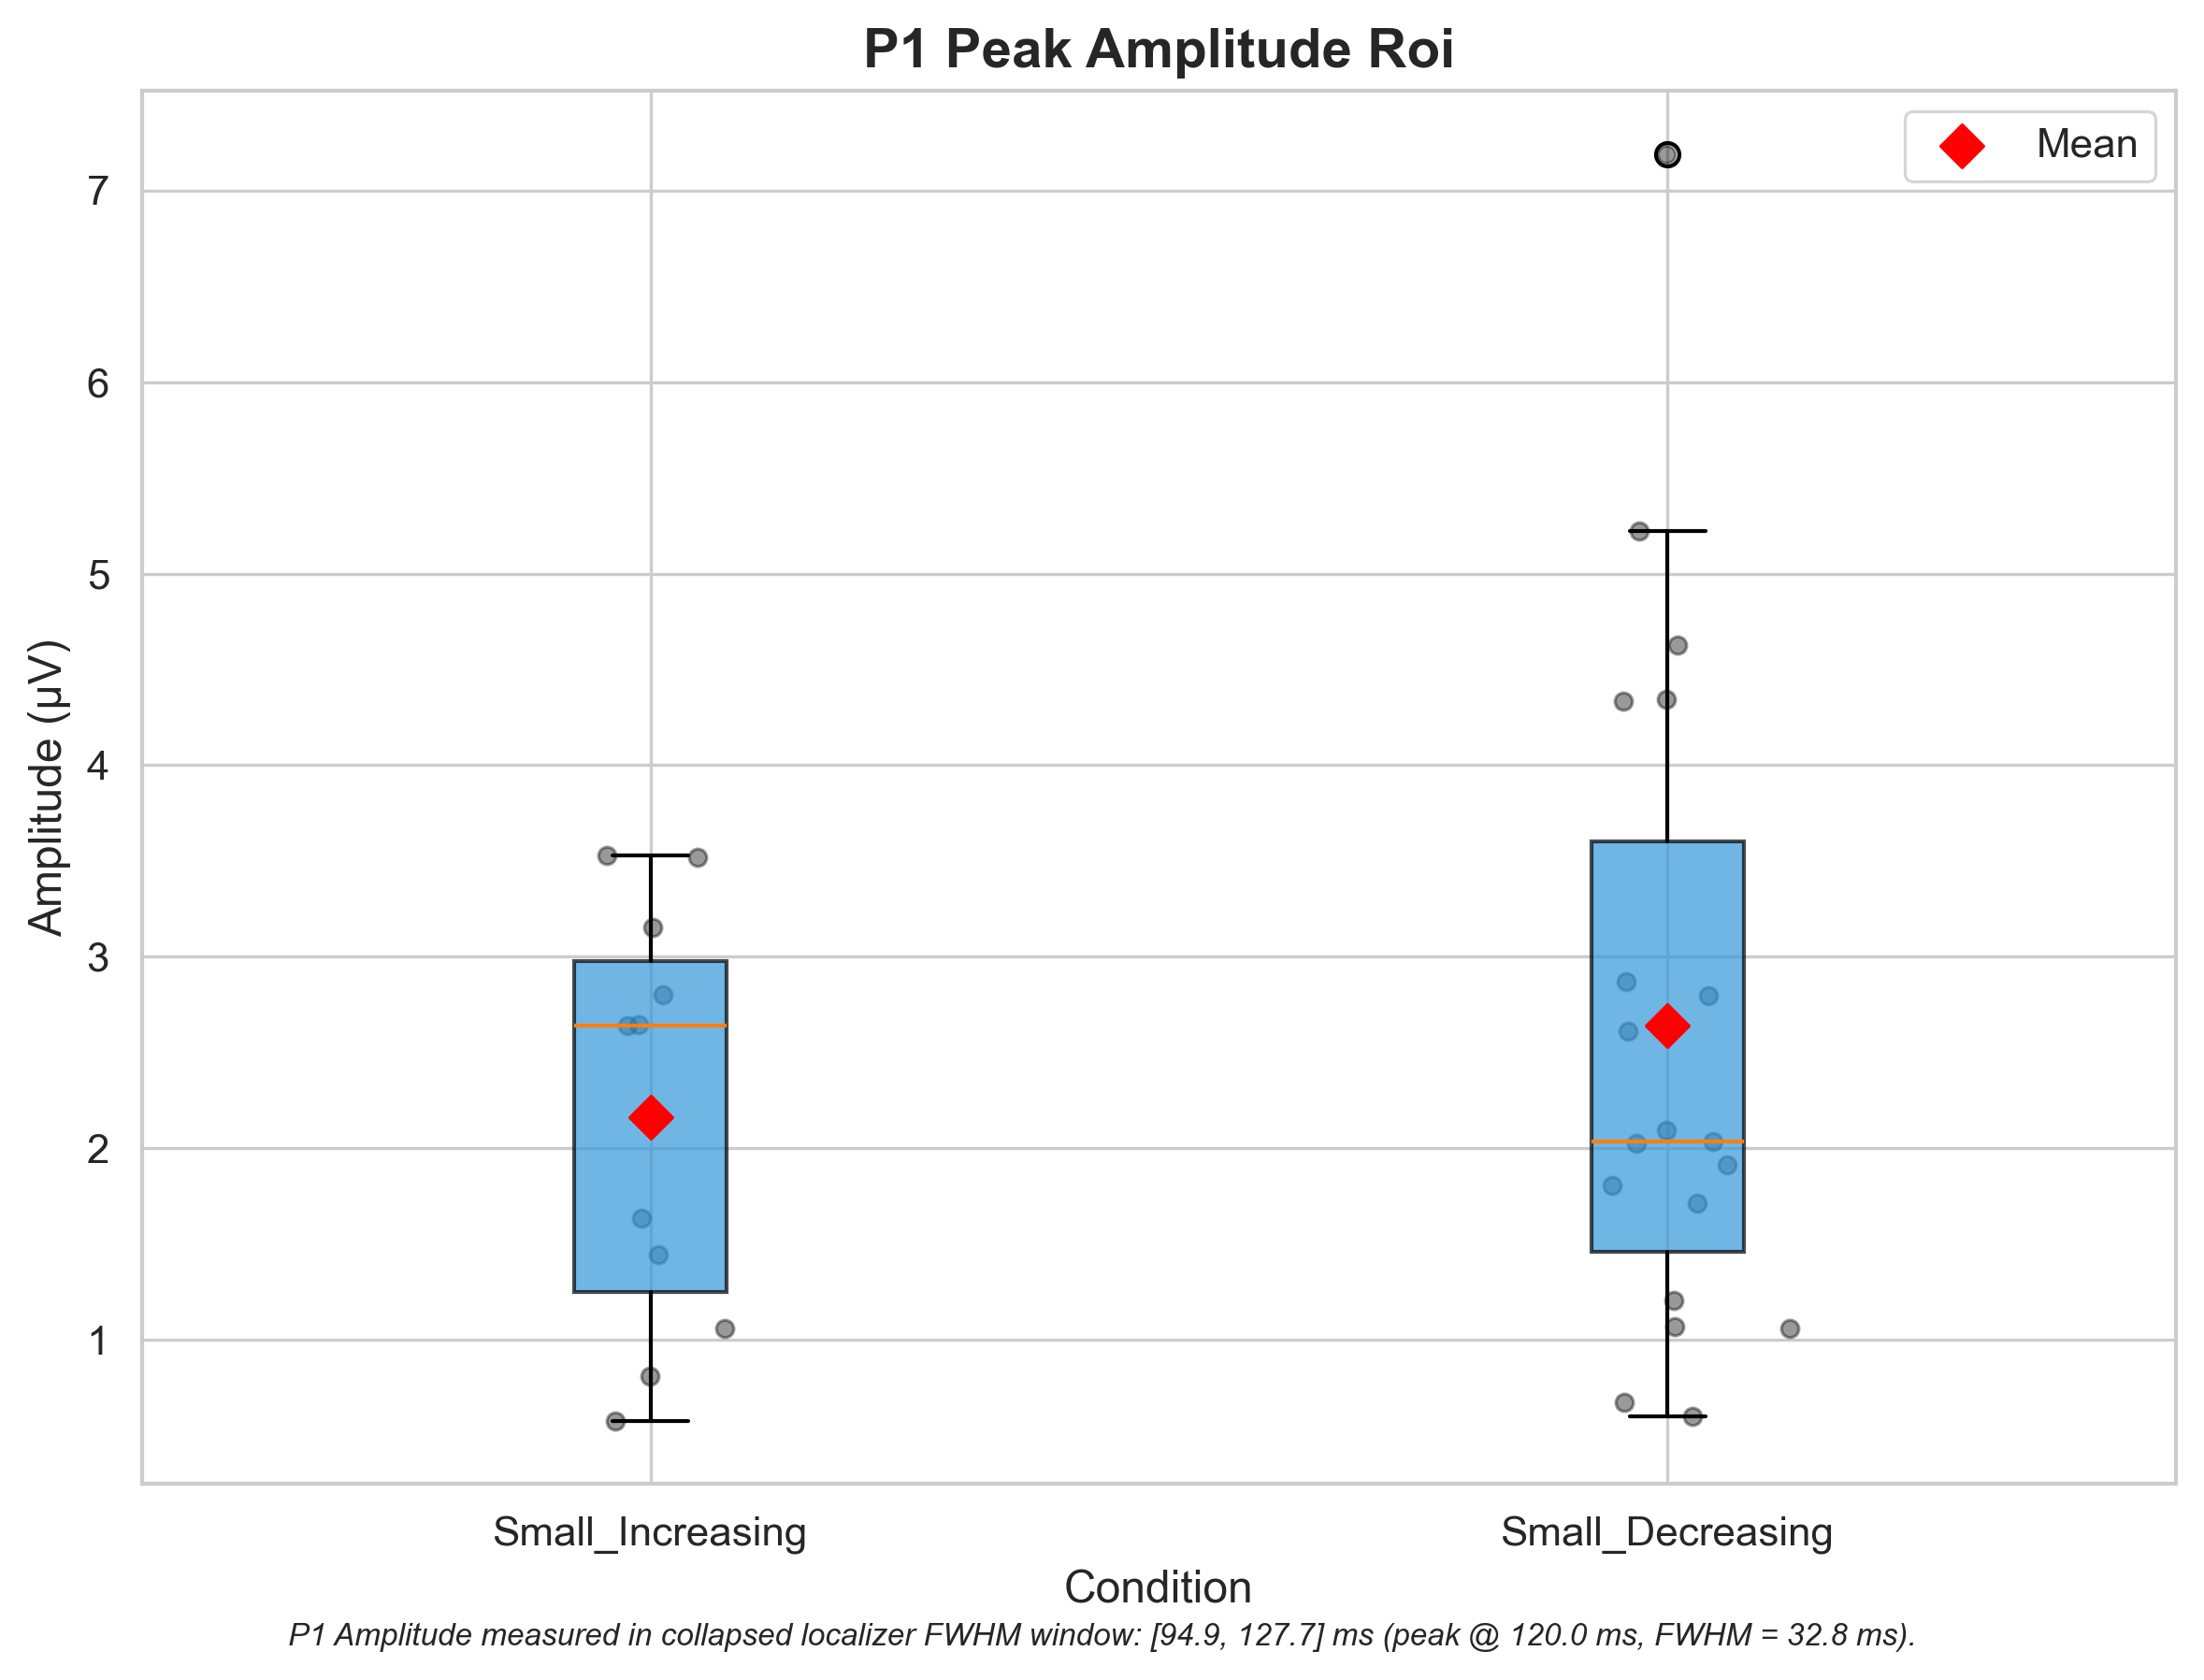 P1 Peak Amplitude Roi
Mean
7
6
5
4
3
2
1
Amplitude (µV)
Small_Increasing
Small_Decreasing
Condition
P1 Amplitude measured in collapsed localizer FWHM window: [94.9, 127.7] ms (peak @ 120.0 ms, FWHM = 32.8 ms).